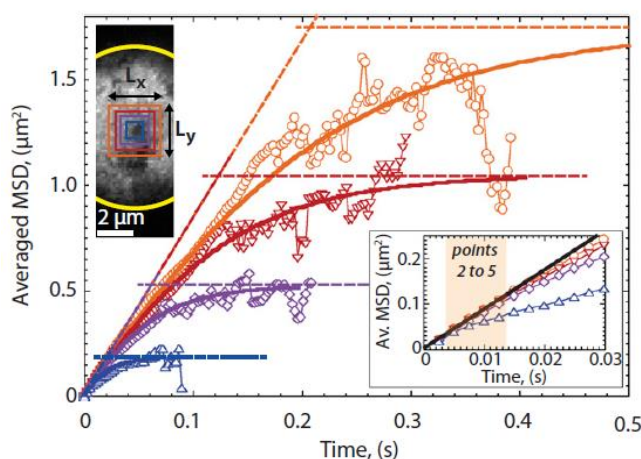 Averaged MSD, (µm²)
1.5
1.0
0.5
0
Lx
Ly
2 µm
points
2 to 5
Av. MSD, (µm²)
0.2
0.1
0
0
0.01
0.02
0.03
Time, (s)
0
0.1
0.2
0.3
0.4
0.5
Time, (s)